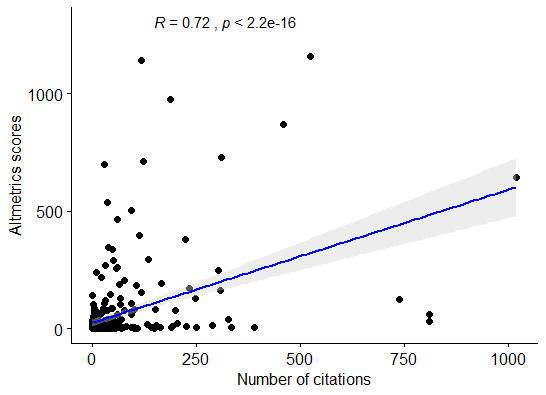 R = 0.72 , p < 2.2e-16
Altmetrics scores
1000
500
0
0
250
500
750
1000
Number of citations